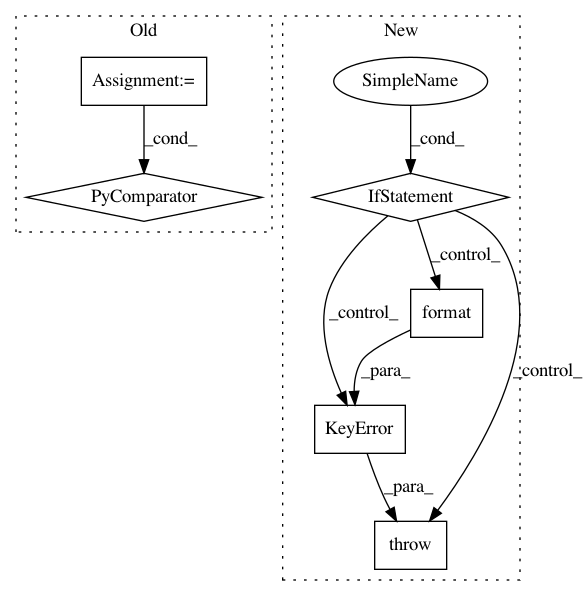 Old
New
Assignment:=
SimpleName
_cond_
_cond_
PyComparator
IfStatement
_control_
_control_
format
_control_
_para_
KeyError
_para_
throw